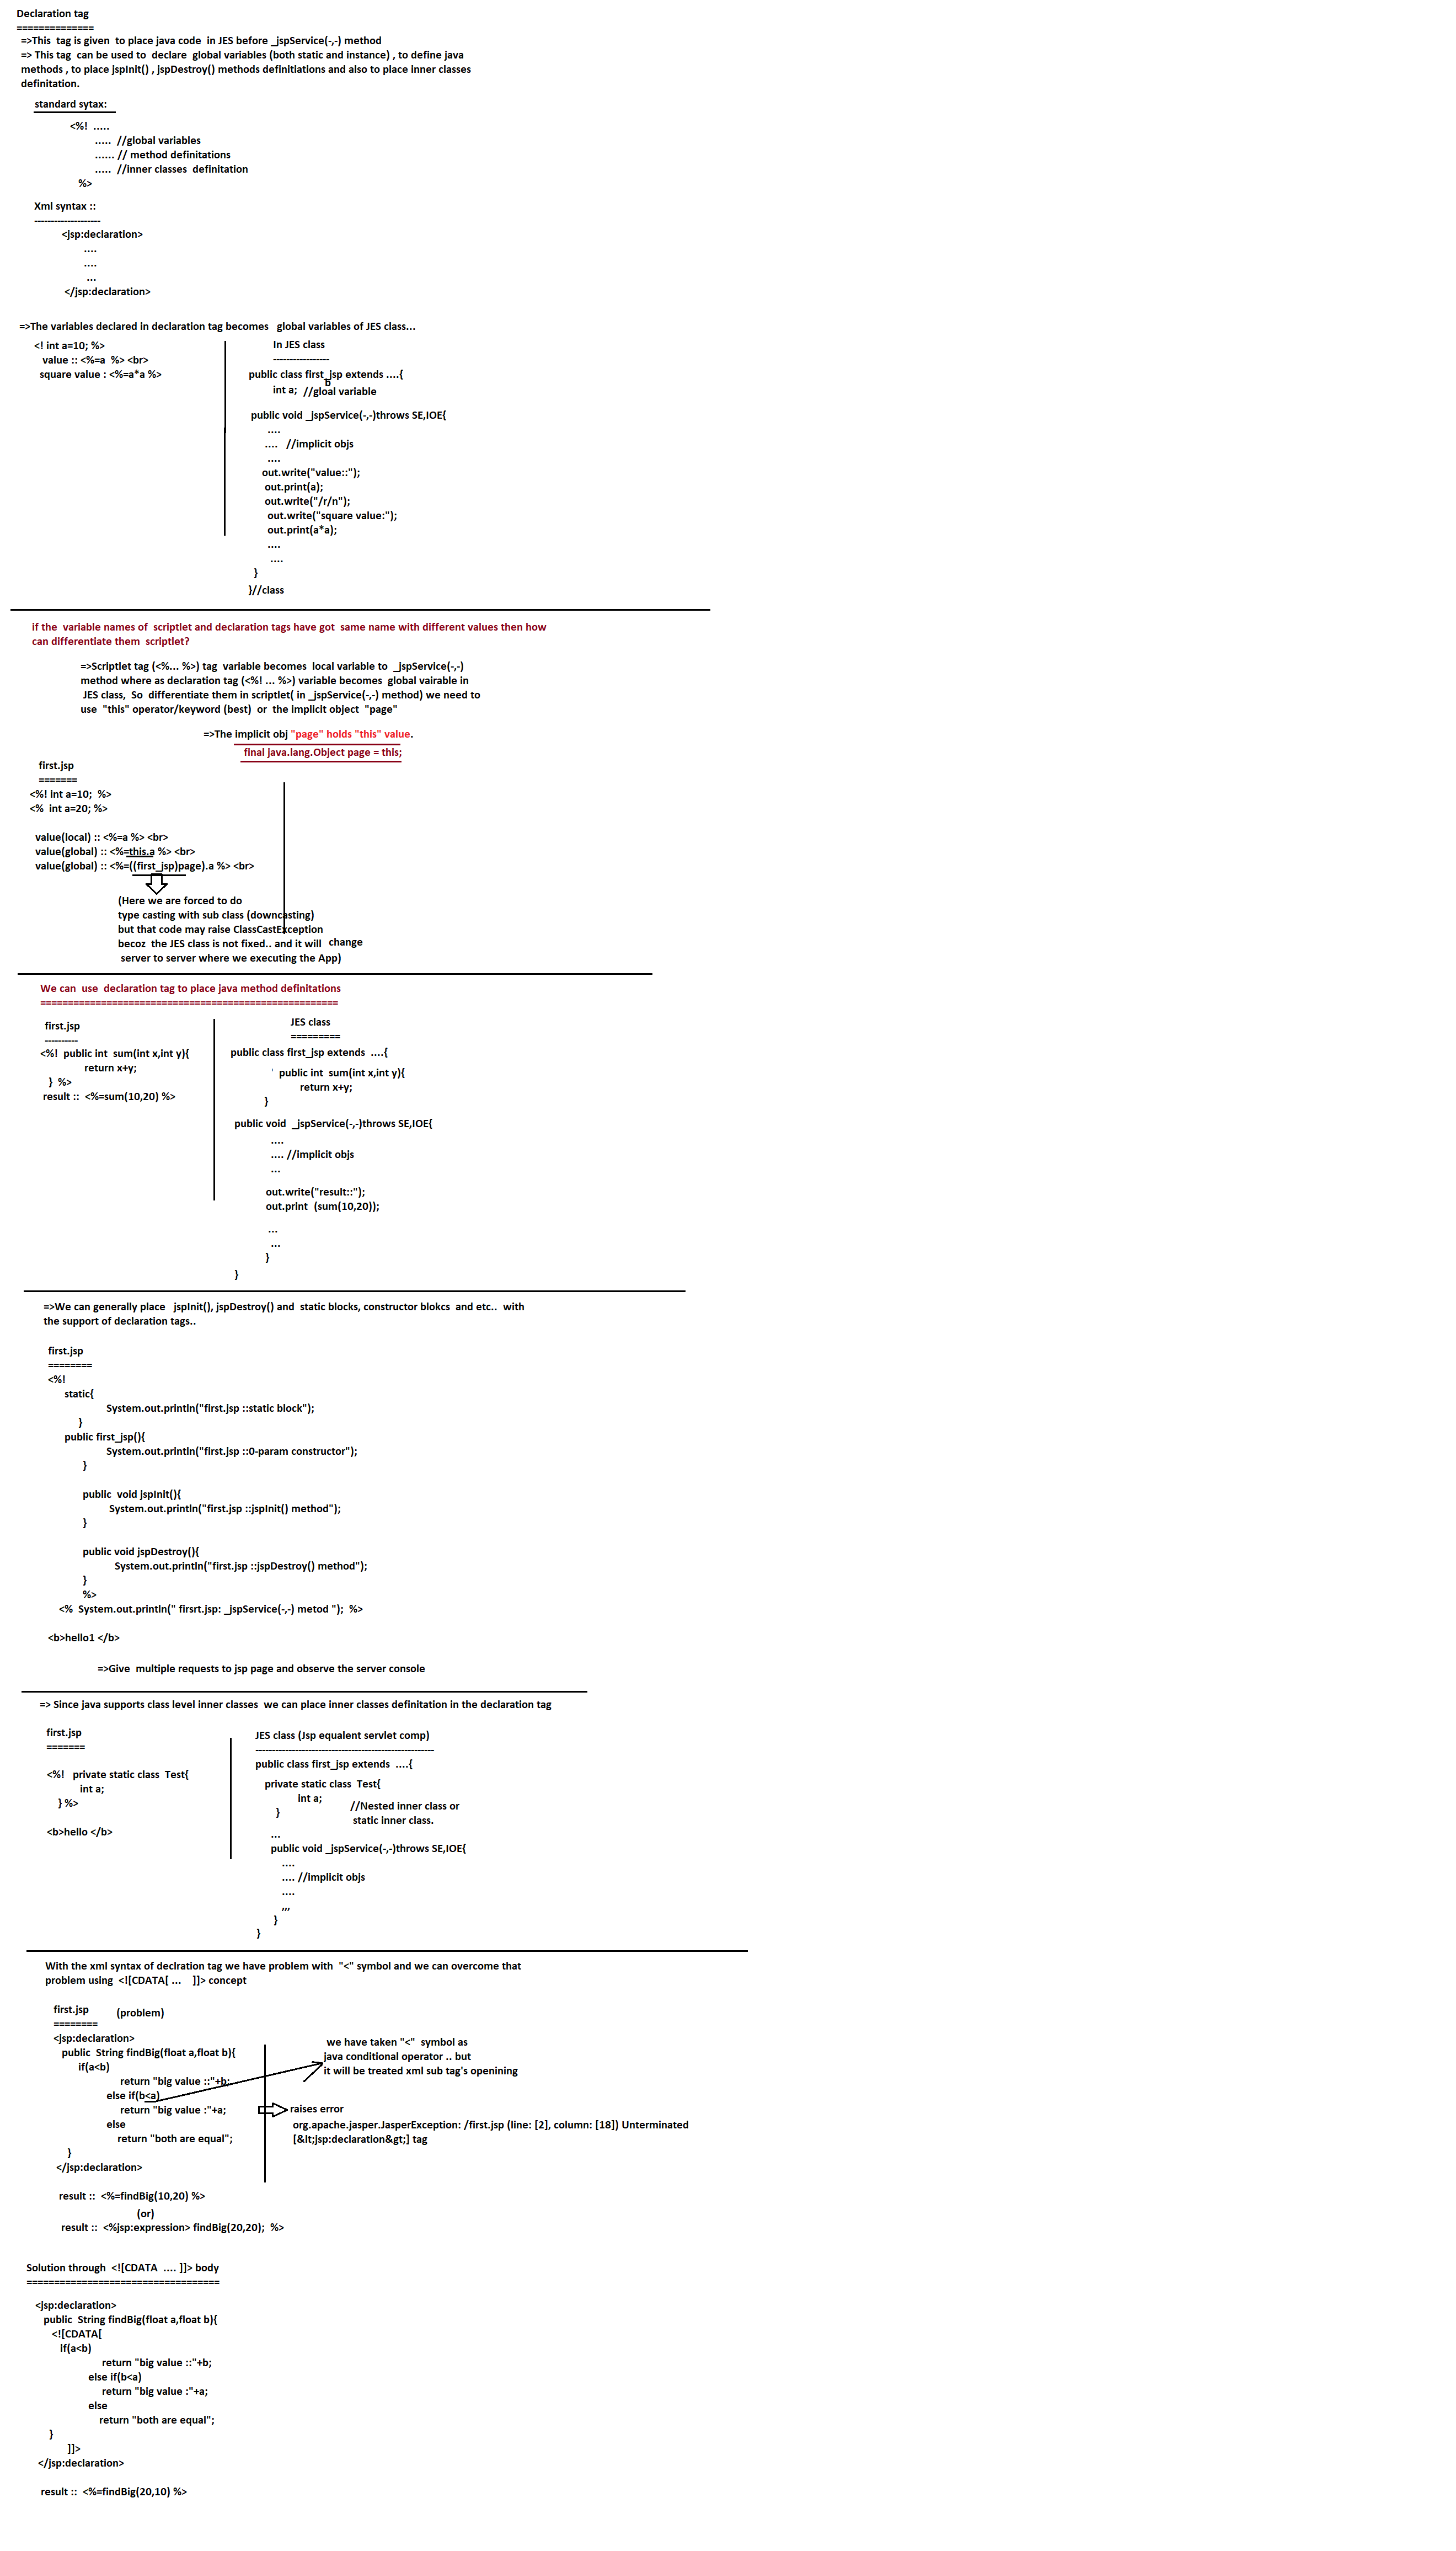 Declaration tag
==============
=>This  tag is given  to place java code  in JES before _jspService(-,-) method
=> This tag  can be used to  declare  global variables (both static and instance) , to define java
methods , to place jspInit() , jspDestroy() methods definitiations and also to place inner classes
definitation.
standard sytax:
<%!  .....
.....  //global variables
...... // method definitations
.....  //inner classes  definitation
%>
Xml syntax ::
--------------------
<jsp:declaration>
....
....
...
</jsp:declaration>
=>The variables declared in declaration tag becomes   global variables of JES class...
<! int a=10; %>
value :: <%=a  %> <br>
square value : <%=a*a %>
In JES class
-----------------
public class first_jsp extends ....{
b
int a;  //gloal variable
public void _jspService(-,-)throws SE,IOE{
....
....   //implicit objs
....
out.write("value::");
out.print(a);
out.write("/r/n");
out.write("square value:");
out.print(a*a);
....
....
}
}//class
if the  variable names of  scriptlet and declaration tags have got  same name with different values then how
can differentiate them  scriptlet?
=>Scriptlet tag (<%... %>) tag  variable becomes  local variable to  _jspService(-,-)
method where as declaration tag (<%! ... %>) variable becomes  global vairable in
JES class,  So  differentiate them in scriptlet( in _jspService(-,-) method) we need to
use  "this" operator/keyword (best)  or  the implicit object  "page"
=>The implicit obj "page" holds "this" value.
final java.lang.Object page = this;
first.jsp
=======
<%! int a=10;  %>
<%  int a=20; %>
value(local) :: <%=a %> <br>
value(global) :: <%=this.a %> <br>
value(global) :: <%=((first_jsp)page).a %> <br>
(Here we are forced to do
type casting with sub class (downcasting)
but that code may raise ClassCastException
becoz  the JES class is not fixed.. and it will  change
server to server where we executing the App)
We can  use  declaration tag to place java method definitations
======================================================
first.jsp
----------
<%!  public int  sum(int x,int y){
return x+y;
}  %>
result ::  <%=sum(10,20) %>
JES class
=========
public class first_jsp extends  ....{
'  public int  sum(int x,int y){
return x+y;
}
public void  _jspService(-,-)throws SE,IOE{
....
.... //implicit objs
...
out.write("result::");
out.print  (sum(10,20));
...
...
}
}
=>We can generally place   jspInit(), jspDestroy() and  static blocks, constructor blokcs  and etc..  with
the support of declaration tags..
first.jsp
========
<%!
static{
System.out.println("first.jsp ::static block");
}
public first_jsp(){
System.out.println("first.jsp ::0-param constructor");
}
public  void jspInit(){
System.out.println("first.jsp ::jspInit() method");
}
public void jspDestroy(){
System.out.println("first.jsp ::jspDestroy() method");
}
%>
<%  System.out.println(" firsrt.jsp: _jspService(-,-) metod ");  %>
<b>hello1 </b>
=>Give  multiple requests to jsp page and observe the server console
=> Since java supports class level inner classes  we can place inner classes definitation in the declaration tag
first.jsp
=======
<%!   private static class  Test{
int a;
} %>
<b>hello </b>
JES class (Jsp equalent servlet comp)
------------------------------------------------------
public class first_jsp extends  ....{
private static class  Test{
int a;
}
//Nested inner class or
static inner class.
...
public void _jspService(-,-)throws SE,IOE{
....
.... //implicit objs
....
,,,
}
}
With the xml syntax of declration tag we have problem with  "<" symbol and we can overcome that
problem using  <![CDATA[ ...    ]]> concept
first.jsp  (problem)
========
<jsp:declaration>
public  String findBig(float a,float b){
if(a<b)
return "big value ::"+b;
else if(b<a)
return "big value :"+a;
else
return "both are equal";
}
</jsp:declaration>
we have taken "<"  symbol as
java conditional operator .. but
it will be treated xml sub tag's openining
raises error
org.apache.jasper.JasperException: /first.jsp (line: [2], column: [18]) Unterminated
[&lt;jsp:declaration&gt;] tag
result ::  <%=findBig(10,20) %>
(or)
result ::  <%jsp:expression> findBig(20,20);  %>
Solution through  <![CDATA  .... ]]> body
===================================
<jsp:declaration>
public  String findBig(float a,float b){
<![CDATA[
if(a<b)
return "big value ::"+b;
else if(b<a)
return "big value :"+a;
else
return "both are equal";
}
]]>
</jsp:declaration>
result ::  <%=findBig(20,10) %>